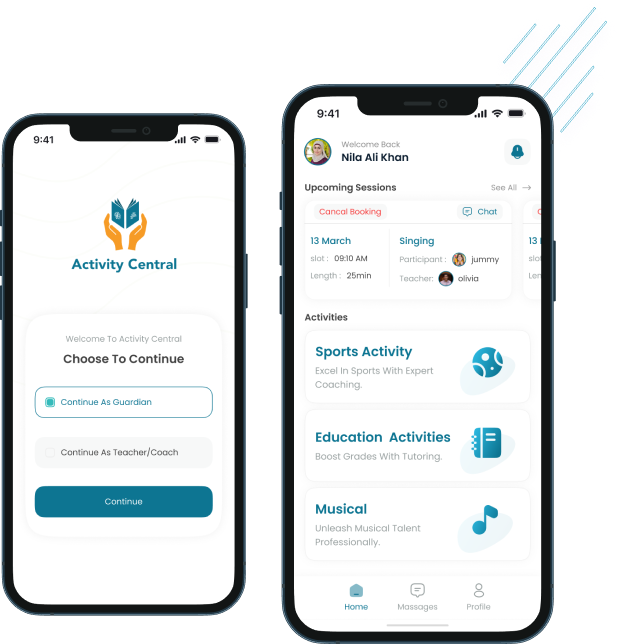 9:41
Activity Central
Welcome To Activity Central
Choose To Continue
Continue As Guardian
Continue As Teacher/Coach
Continue
9:41
Welcome Back
Nila Ali Khan
Upcoming Sessions
See All →
Cancal Booking
Chat
13 March
slot : 09:10 AM
Length : 25min
Singing
Participant : jummy
Teacher: olivia
13
slot
Len
Activities
Sports Activity
Excel In Sports With Expert
Coaching.
Education Activities
Boost Grades With Tutoring.
Musical
Unleash Musical Talent
Professionally.
Home
Massages
Profile